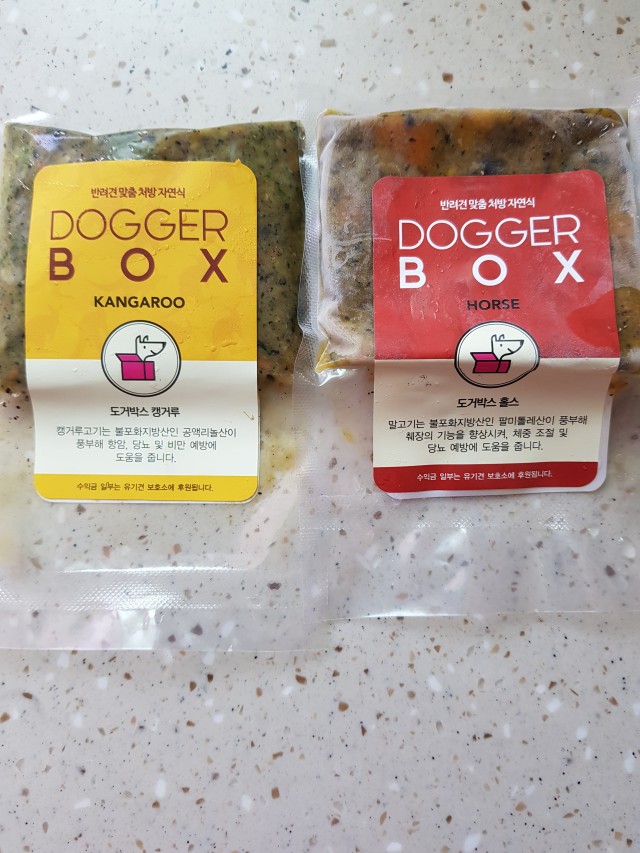 반려견 맞춤 처방 자연식
DOGGER
BOX
KANGAROO
도거박스 캥거루
캥거루고기는 불포화지방산인 공액리놀산이
풍부해 항암, 당뇨 및 비만 예방에
도움을 줍니다.
수익금 일부는 유기견 보호소에 후원됩니다.
반려견 맞춤 처방 자연식
DOGGER
BOX
HORSE
도거박스 홀스
말고기는 불포화지방산인 팔미톨레산이 풍부해
췌장의 기능을 향상시켜, 체중 조절 및
당뇨 예방에 도움을 줍니다.
수익금 일부는 유기견 보호소에 후원됩니다.